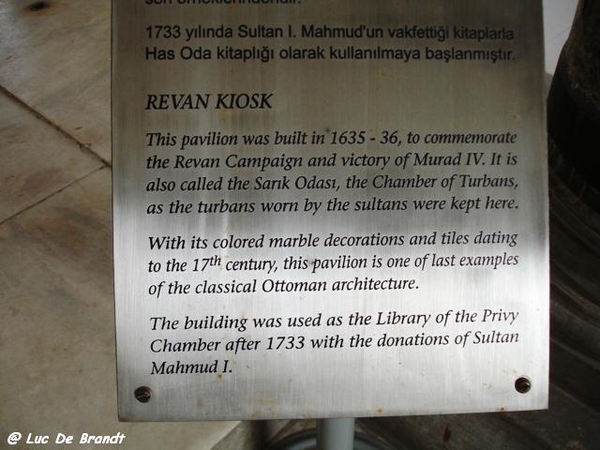 son örneklerindendir.
1733 yılında Sultan I. Mahmud'un vakfettiği kitaplarla
Has Oda kitaplığı olarak kullanılmaya başlanmıştır.
REVAN KIOSK
This pavilion was built in 1635 - 36, to commemorate
the Revan Campaign and victory of Murad IV. It is
also called the Sarık Odası, the Chamber of Turbans,
as the turbans worn by the sultans were kept here.
With its colored marble decorations and tiles dating
to the 17th century, this pavilion is one of last examples
of the classical Ottoman architecture.
The building was used as the Library of the Privy
Chamber after 1733 with the donations of Sultan
Mahmud I.
@ Luc De Brandt